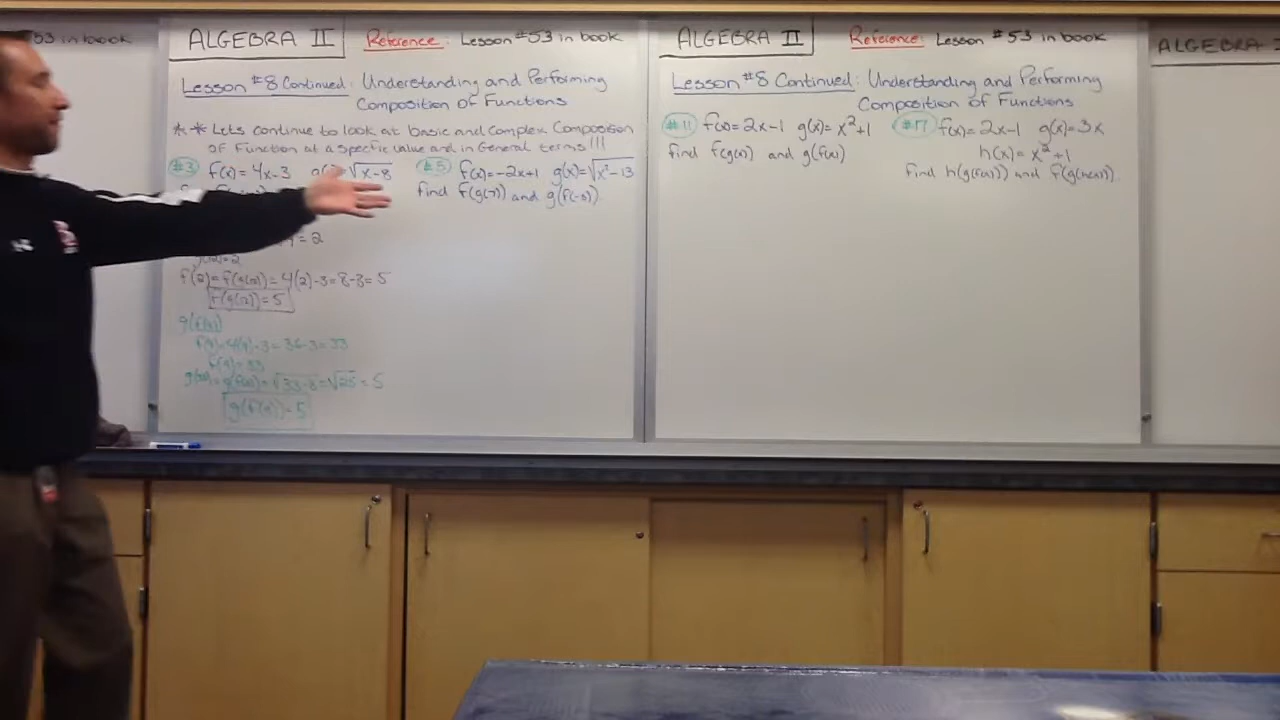 53 in book
ALGEBRA II Reference: Lesson #53 in book
Lesson #8 Continued: Understanding and Performing
Composition of Functions
** Lets continue to look at basic and complex Composition
of Function at a specific value and in General terms!!!
#3 f(x) = 4x-3 √x-8
= 2
f(2) = f(g(12)) = 4(2)-3=8-3=5
f(g(12)) = 5
g(f(9))
f(9)=4(9)-3=36-3=33
f(9)=33
g(f(9))=√33-8=√25=5
g(f(9))=5
#5 f(x)=-2x+1 g(x)=√x²-13
find f(g(7)) and
ALGEBRA II Reference: Lesson #53 in book
Lesson #8 Continued: Understanding and Performing
Composition of Functions
#11 f(x)=2x-1 g(x)=x²+1
find f(g(x)) and g(f(x))
#17 f(x)=2x-1 g(x)=3x
h(x)=x²+1
find h(g(f(x))) and f(g(h(x)))
ALGEBRA